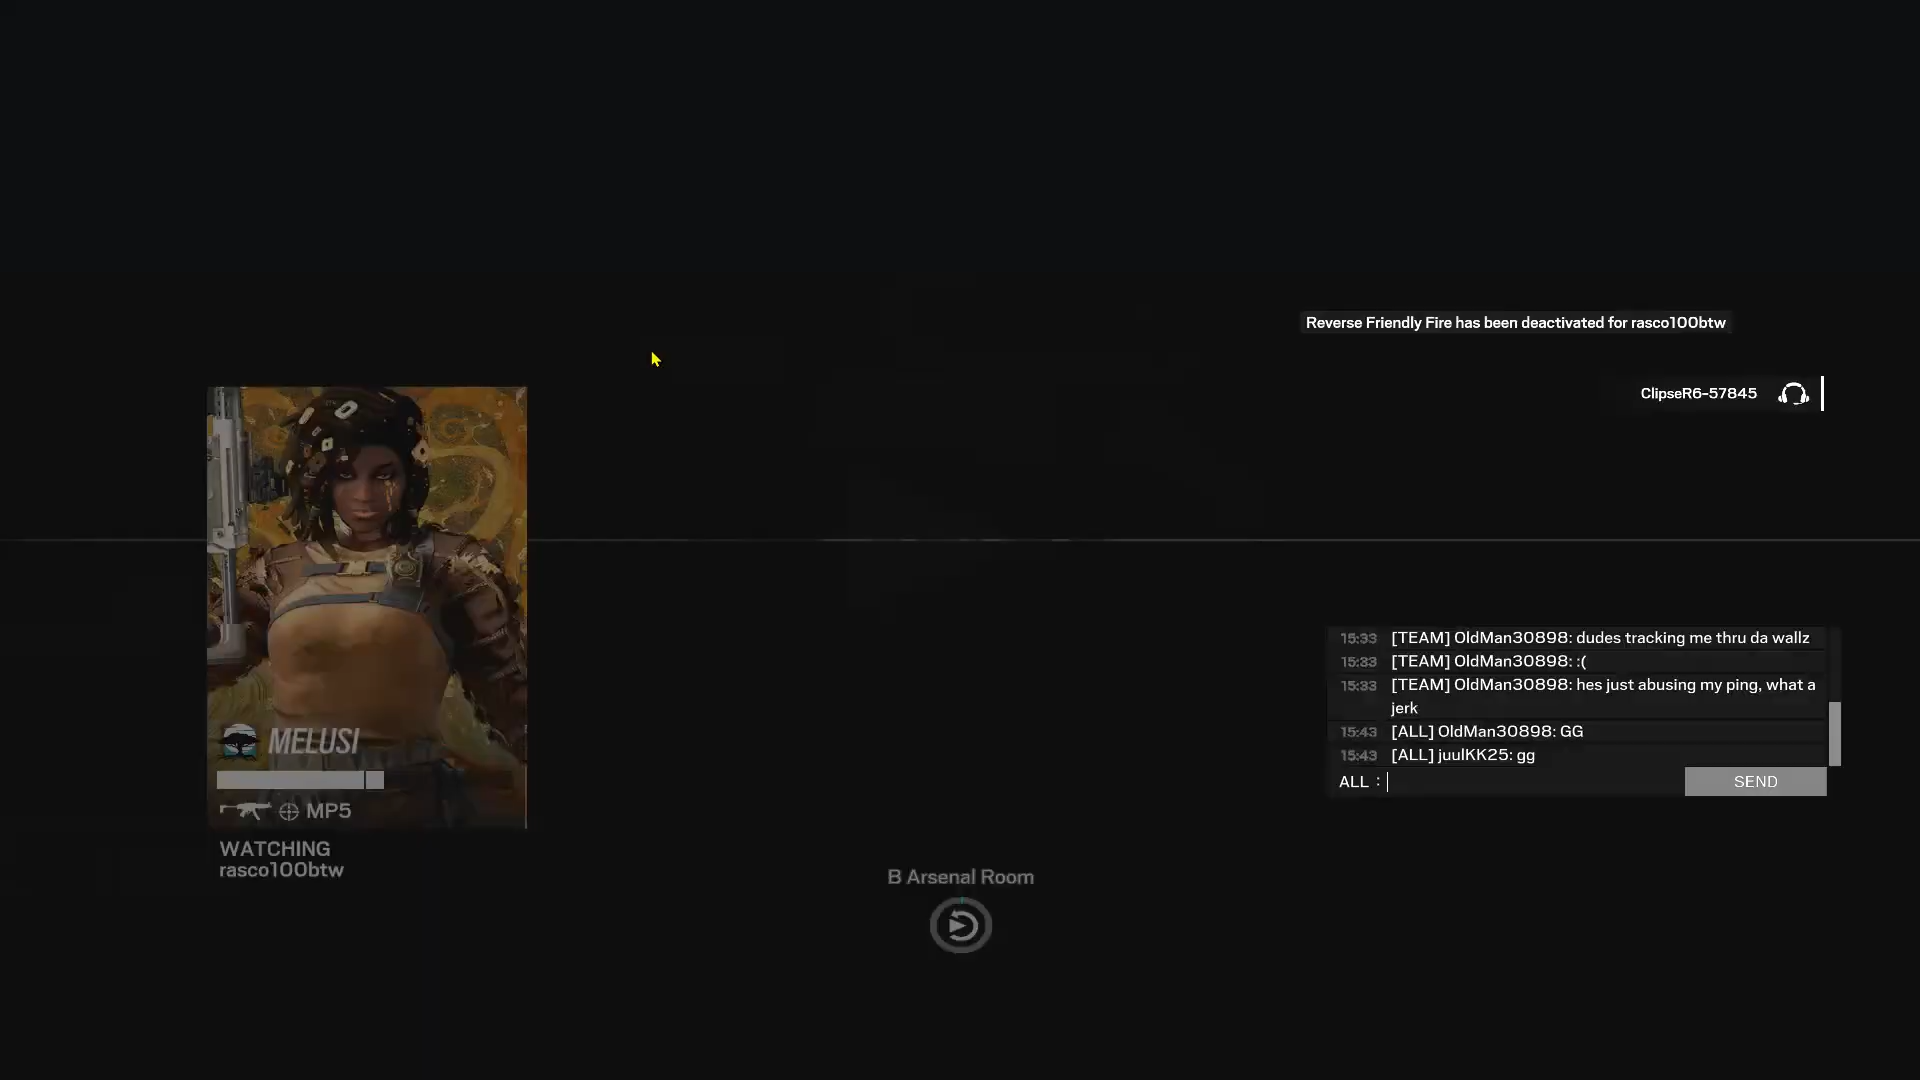 Reverse Friendly Fire has been deactivated for rasco100btw
ClipseR6-57845
MELUSI
MP5
WATCHING
rasco100btw
B Arsenal Room
15:33 [TEAM] OldMan30898: dudes tracking me thru da wallz
15:33 [TEAM] OldMan30898: :(
15:33 [TEAM] OldMan30898: hes just abusing my ping, what a
jerk
15:43 [ALL] OldMan30898: GG
15:43 [ALL] juulKK25: gg
ALL : SEND